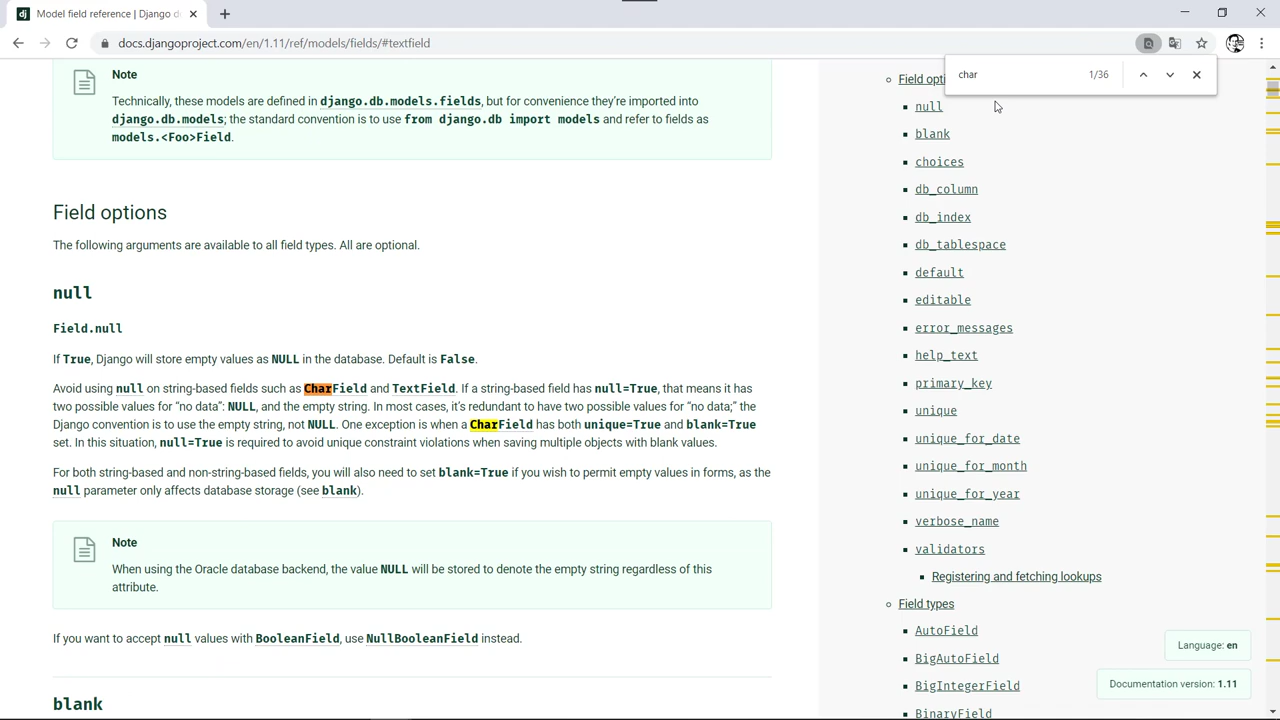 dj Model field reference | Django d
docs.djangoproject.com/en/1.11/ref/models/fields/#textfield
char 1/36
Note
Technically, these models are defined in django.db.models.fields, but for convenience they're imported into
django.db.models; the standard convention is to use from django.db import models and refer to fields as
models.<Foo>Field.
Field options
The following arguments are available to all field types. All are optional.
null
Field.null
If True, Django will store empty values as NULL in the database. Default is False.
Avoid using null on string-based fields such as CharField and TextField. If a string-based field has null=True, that means it has
two possible values for “no data”: NULL, and the empty string. In most cases, it's redundant to have two possible values for “no data;” the
Django convention is to use the empty string, not NULL. One exception is when a CharField has both unique=True and blank=True
set. In this situation, null=True is required to avoid unique constraint violations when saving multiple objects with blank values.
For both string-based and non-string-based fields, you will also need to set blank=True if you wish to permit empty values in forms, as the
null parameter only affects database storage (see blank).
Note
When using the Oracle database backend, the value NULL will be stored to denote the empty string regardless of this
attribute.
If you want to accept null values with BooleanField, use NullBooleanField instead.
blank
Field opti
null
blank
choices
db_column
db_index
db_tablespace
default
editable
error_messages
help_text
primary_key
unique
unique_for_date
unique_for_month
unique_for_year
verbose_name
validators
Registering and fetching lookups
Field types
AutoField
BigAutoField
BigIntegerField
BinaryField
Language: en
Documentation version: 1.11